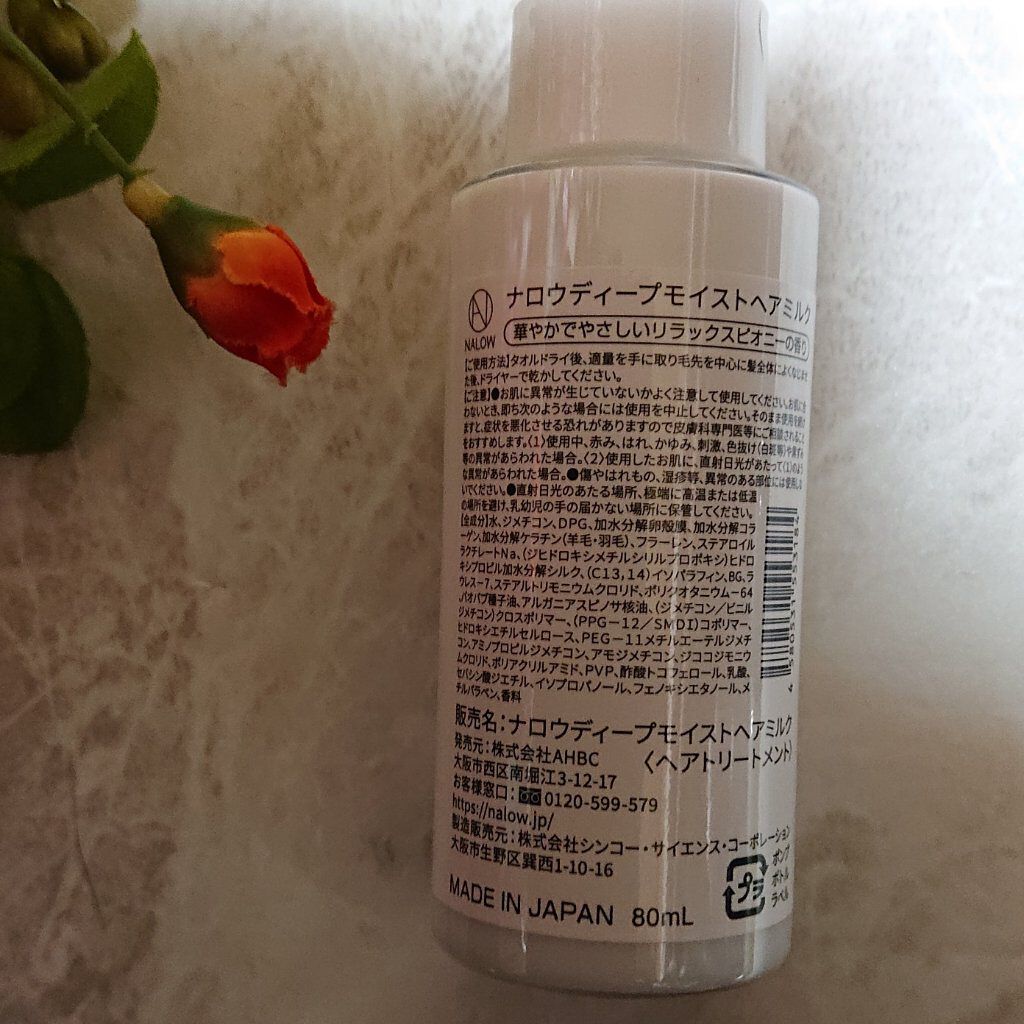 NALOW
ナロウディープモイストヘアミルク
華やかでやさしいリラックスピオニーの香り
【ご使用方法】タオルドライ後、適量を手に取り毛先を中心に髪全体によくなじませ
た後、ドライヤーで乾かしてください。
【ご注意】●お肌に異常が生じていないかよく注意して使用してください。お肌に合
わないとき、即ち次のような場合には使用を中止してください。そのまま使用を続け
ますと、症状を悪化させる恐れがありますので皮膚科専門医等にご相談されること
をおすすめします。〈1〉使用中、赤み、はれ、かゆみ、刺激、色抜け(白斑等)や黒ずみ
等の異常があらわれた場合。〈2〉使用したお肌に、直射日光があたって〈1〉のよう
な異常があらわれた場合。●傷やはれもの、湿疹等、異常のある部位には使用しな
いでください。●直射日光のあたる場所、極端に高温または低温
の場所を避け、乳幼児の手の届かない場所に保管してください。
【全成分】水、ジメチコン、DPG、加水分解卵殻膜、加水分解コラ
ーゲン、加水分解ケラチン(羊毛・羽毛)、フラーレン、ステアロイル
ラクチレートNa、(ジヒドロキシメチルシリルプロポキシ)ヒドロ
キシプロピル加水分解シルク、(C13,14)イソパラフィン、BG、ラ
ウレス-7、ステアルトリモニウムクロリド、ポリクオタニウム-64
、バオバブ種子油、アルガニアスピノサ核油、(ジメチコン/ビニル
ジメチコン)クロスポリマー、(PPG-12/SMDI)コポリマー、
ヒドロキシエチルセルロース、PEG-11メチルエーテルジメチ
コン、アミノプロピルジメチコン、アモジメチコン、ジココジモニウ
ムクロリド、ポリアクリルアミド、PVP、酢酸トコフェロール、乳酸、
セバシン酸ジエチル、イソプロパノール、フェノキシエタノール、メ
チルパラベン、香料
4 580531 553184
販売名:ナロウディープモイストヘアミルク
〈ヘアトリートメント〉
発売元:株式会社AHBC
大阪市西区南堀江3-12-17
お客様窓口:0120-599-579
https://nalow.jp/
製造販売元:株式会社シンコー・サイエンス・コーポレーション
大阪市生野区巽西1-10-16
プラ
ポンプ
ボトル
ラベル
MADE IN JAPAN 80mL